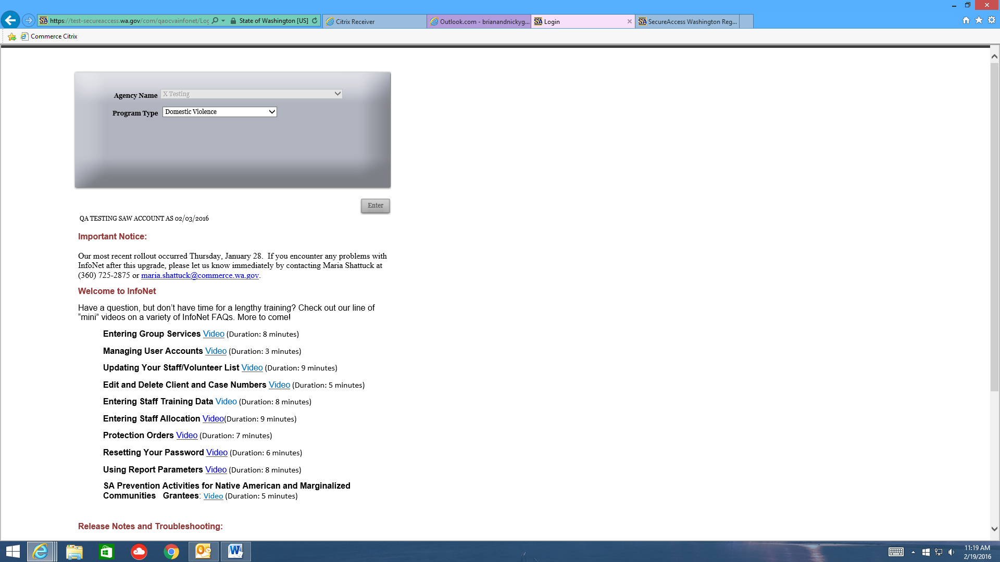 https://test-secureaccess.wa.gov/com/qaocvainfonet/Log
State of Washington [US]
Citrix Receiver
Outlook.com - brianandnickyg...
SA Login
SA SecureAccess Washington Reg...
Commerce Citrix
Agency Name X Testing
Program Type Domestic Violence
Enter
QA TESTING SAW ACCOUNT AS 02/03/2016
Important Notice:
Our most recent rollout occurred Thursday, January 28.  If you encounter any problems with
InfoNet after this upgrade, please let us know immediately by contacting Maria Shattuck at
(360) 725-2875 or maria.shattuck@commerce.wa.gov.
Welcome to InfoNet
Have a question, but don’t have time for a lengthy training? Check out our line of
“mini” videos on a variety of InfoNet FAQs. More to come!
Entering Group Services Video (Duration: 8 minutes)
Managing User Accounts Video (Duration: 3 minutes)
Updating Your Staff/Volunteer List Video (Duration: 9 minutes)
Edit and Delete Client and Case Numbers Video (Duration: 5 minutes)
Entering Staff Training Data Video (Duration: 8 minutes)
Entering Staff Allocation Video(Duration: 9 minutes)
Protection Orders Video (Duration: 7 minutes)
Resetting Your Password Video (Duration: 6 minutes)
Using Report Parameters Video (Duration: 8 minutes)
SA Prevention Activities for Native American and Marginalized
Communities   Grantees: Video (Duration: 5 minutes)
Release Notes and Troubleshooting:
11:19 AM
2/19/2016